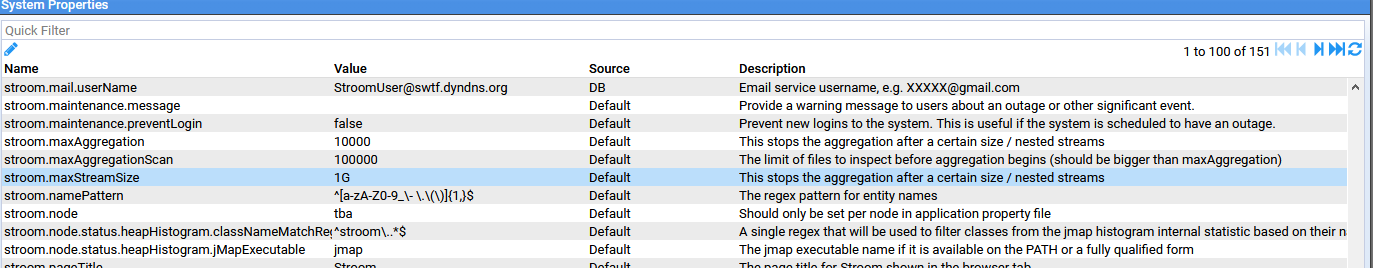 System Properties
Quick Filter
1 to 100 of 151
Name Value Source Description
stroom.mail.userName StroomUser@swtf.dyndns.org DB Email service username, e.g. XXXXX@gmail.com
stroom.maintenance.message Default Provide a warning message to users about an outage or other significant event.
stroom.maintenance.preventLogin false Default Prevent new logins to the system. This is useful if the system is scheduled to have an outage.
stroom.maxAggregation 10000 Default This stops the aggregation after a certain size / nested streams
stroom.maxAggregationScan 100000 Default The limit of files to inspect before aggregation begins (should be bigger than maxAggregation)
stroom.maxStreamSize 1G Default This stops the aggregation after a certain size / nested streams
stroom.namePattern ^[a-zA-Z0-9_\- \.\(\)]{1,}$ Default The regex pattern for entity names
stroom.node tba Default Should only be set per node in application property file
stroom.node.status.heapHistogram.classNameMatchReg ^stroom\..*$ Default A single regex that will be used to filter classes from the jmap histogram internal statistic based on their n
stroom.node.status.heapHistogram.jMapExecutable jmap Default The jmap executable name if it is available on the PATH or a fully qualified form
stroom.pageTitle Stroom Default The page title for Stroom shown in the browser tab